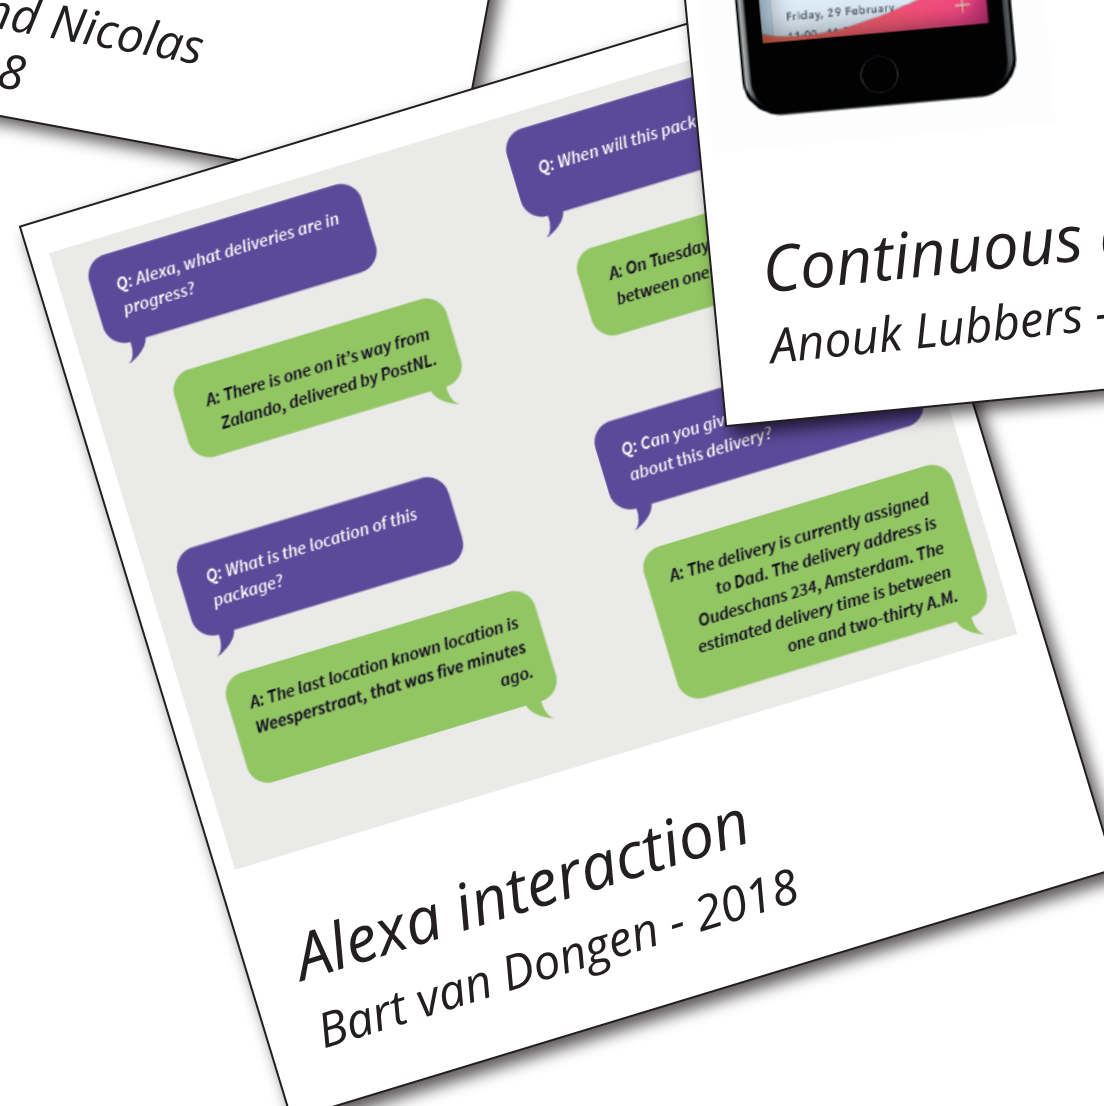 nd Nicolas
8
Friday, 29 February
Continuous
Anouk Lubbers -
Q: Alexa, what deliveries are in
progress?
A: There is one on it's way from
Zalando, delivered by PostNL.
Q: What is the location of this
package?
A: The last location known location is
Weesperstraat, that was five minutes
ago.
Q: When will this pack
A: On Tuesday
between one
Q: Can you giv
about this delivery?
A: The delivery is currently assigned
to Dad. The delivery address is
Oudeschans 234, Amsterdam. The
estimated delivery time is between
one and two-thirty A.M.
Alexa interaction
Bart van Dongen - 2018